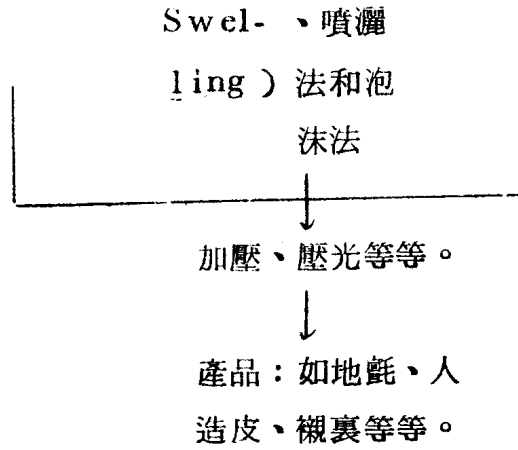 Swel- 、噴灑
ling ) 法和泡
沫法
加壓、壓光等等。
產品：如地氈、人
造皮、襯裏等等。